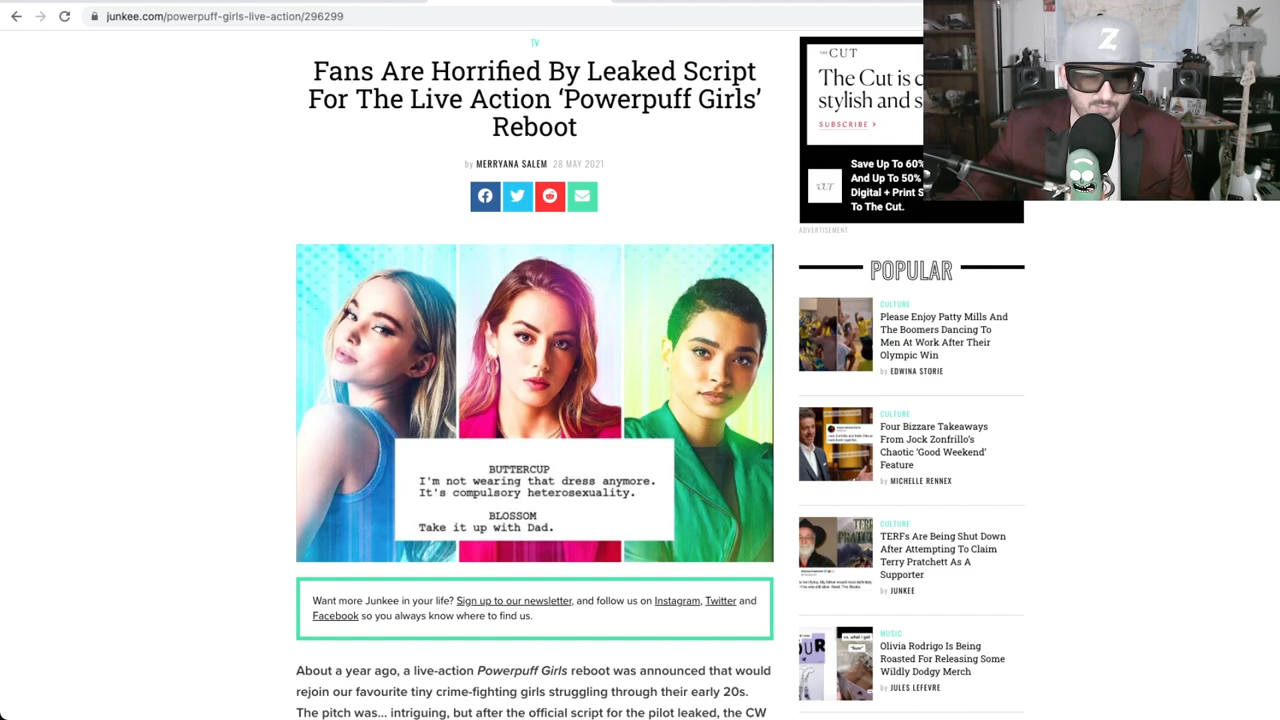 junkee.com/powerpuff-girls-live-action/296299
TV
Fans Are Horrified By Leaked Script
For The Live Action ‘Powerpuff Girls’
Reboot
by MERRYANA SALEM 28 MAY 2021
BUTTERCUP
I'm not wearing that dress anymore.
It's compulsory heterosexuality.
BLOSSOM
Take it up with Dad.
Want more Junkee in your life? Sign up to our newsletter, and follow us on Instagram, Twitter and
Facebook so you always know where to find us.
About a year ago, a live-action Powerpuff Girls reboot was announced that would
rejoin our favourite tiny crime-fighting girls struggling through their early 20s.
The pitch was... intriguing, but after the official script for the pilot leaked, the CW
THE CUT
The Cut is
stylish and
SUBSCRIBE >
Save Up To 60%
And Up To 50%
Digital + Print
To The Cut.
CUT
ADVERTISEMENT
POPULAR
CULTURE
Please Enjoy Patty Mills And
The Boomers Dancing To
Men At Work After Their
Olympic Win
by EDWINA STORIE
CULTURE
Four Bizzare Takeaways
From Jock Zonfrillo’s
Chaotic ‘Good Weekend’
Feature
by MICHELLE RENNEX
CULTURE
TERFs Are Being Shut Down
After Attempting To Claim
Terry Pratchett As A
Supporter
by JUNKEE
MUSIC
Olivia Rodrigo Is Being
Roasted For Releasing Some
Wildly Dodgy Merch
by JULES LEFEVRE
Z